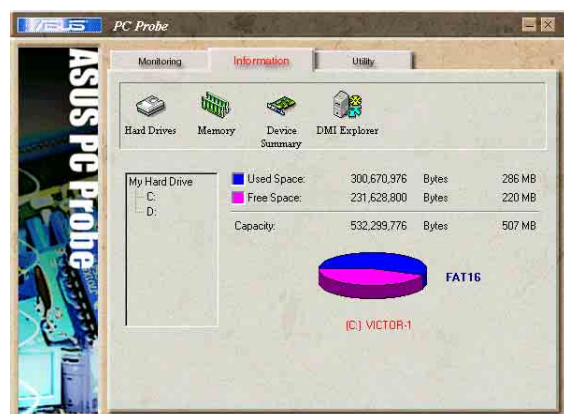 ASUS PC Probe
Monitoring Information Utility
Hard Drives Memory Device Summary DMI Explorer
ASUS PC Probe
My Hard Drive
C:
D:
Used Space: 300,670,976 Bytes 286 MB
Free Space: 231,628,800 Bytes 220 MB
Capacity: 532,299,776 Bytes 507 MB
FAT16
[C:] VICTOR-1